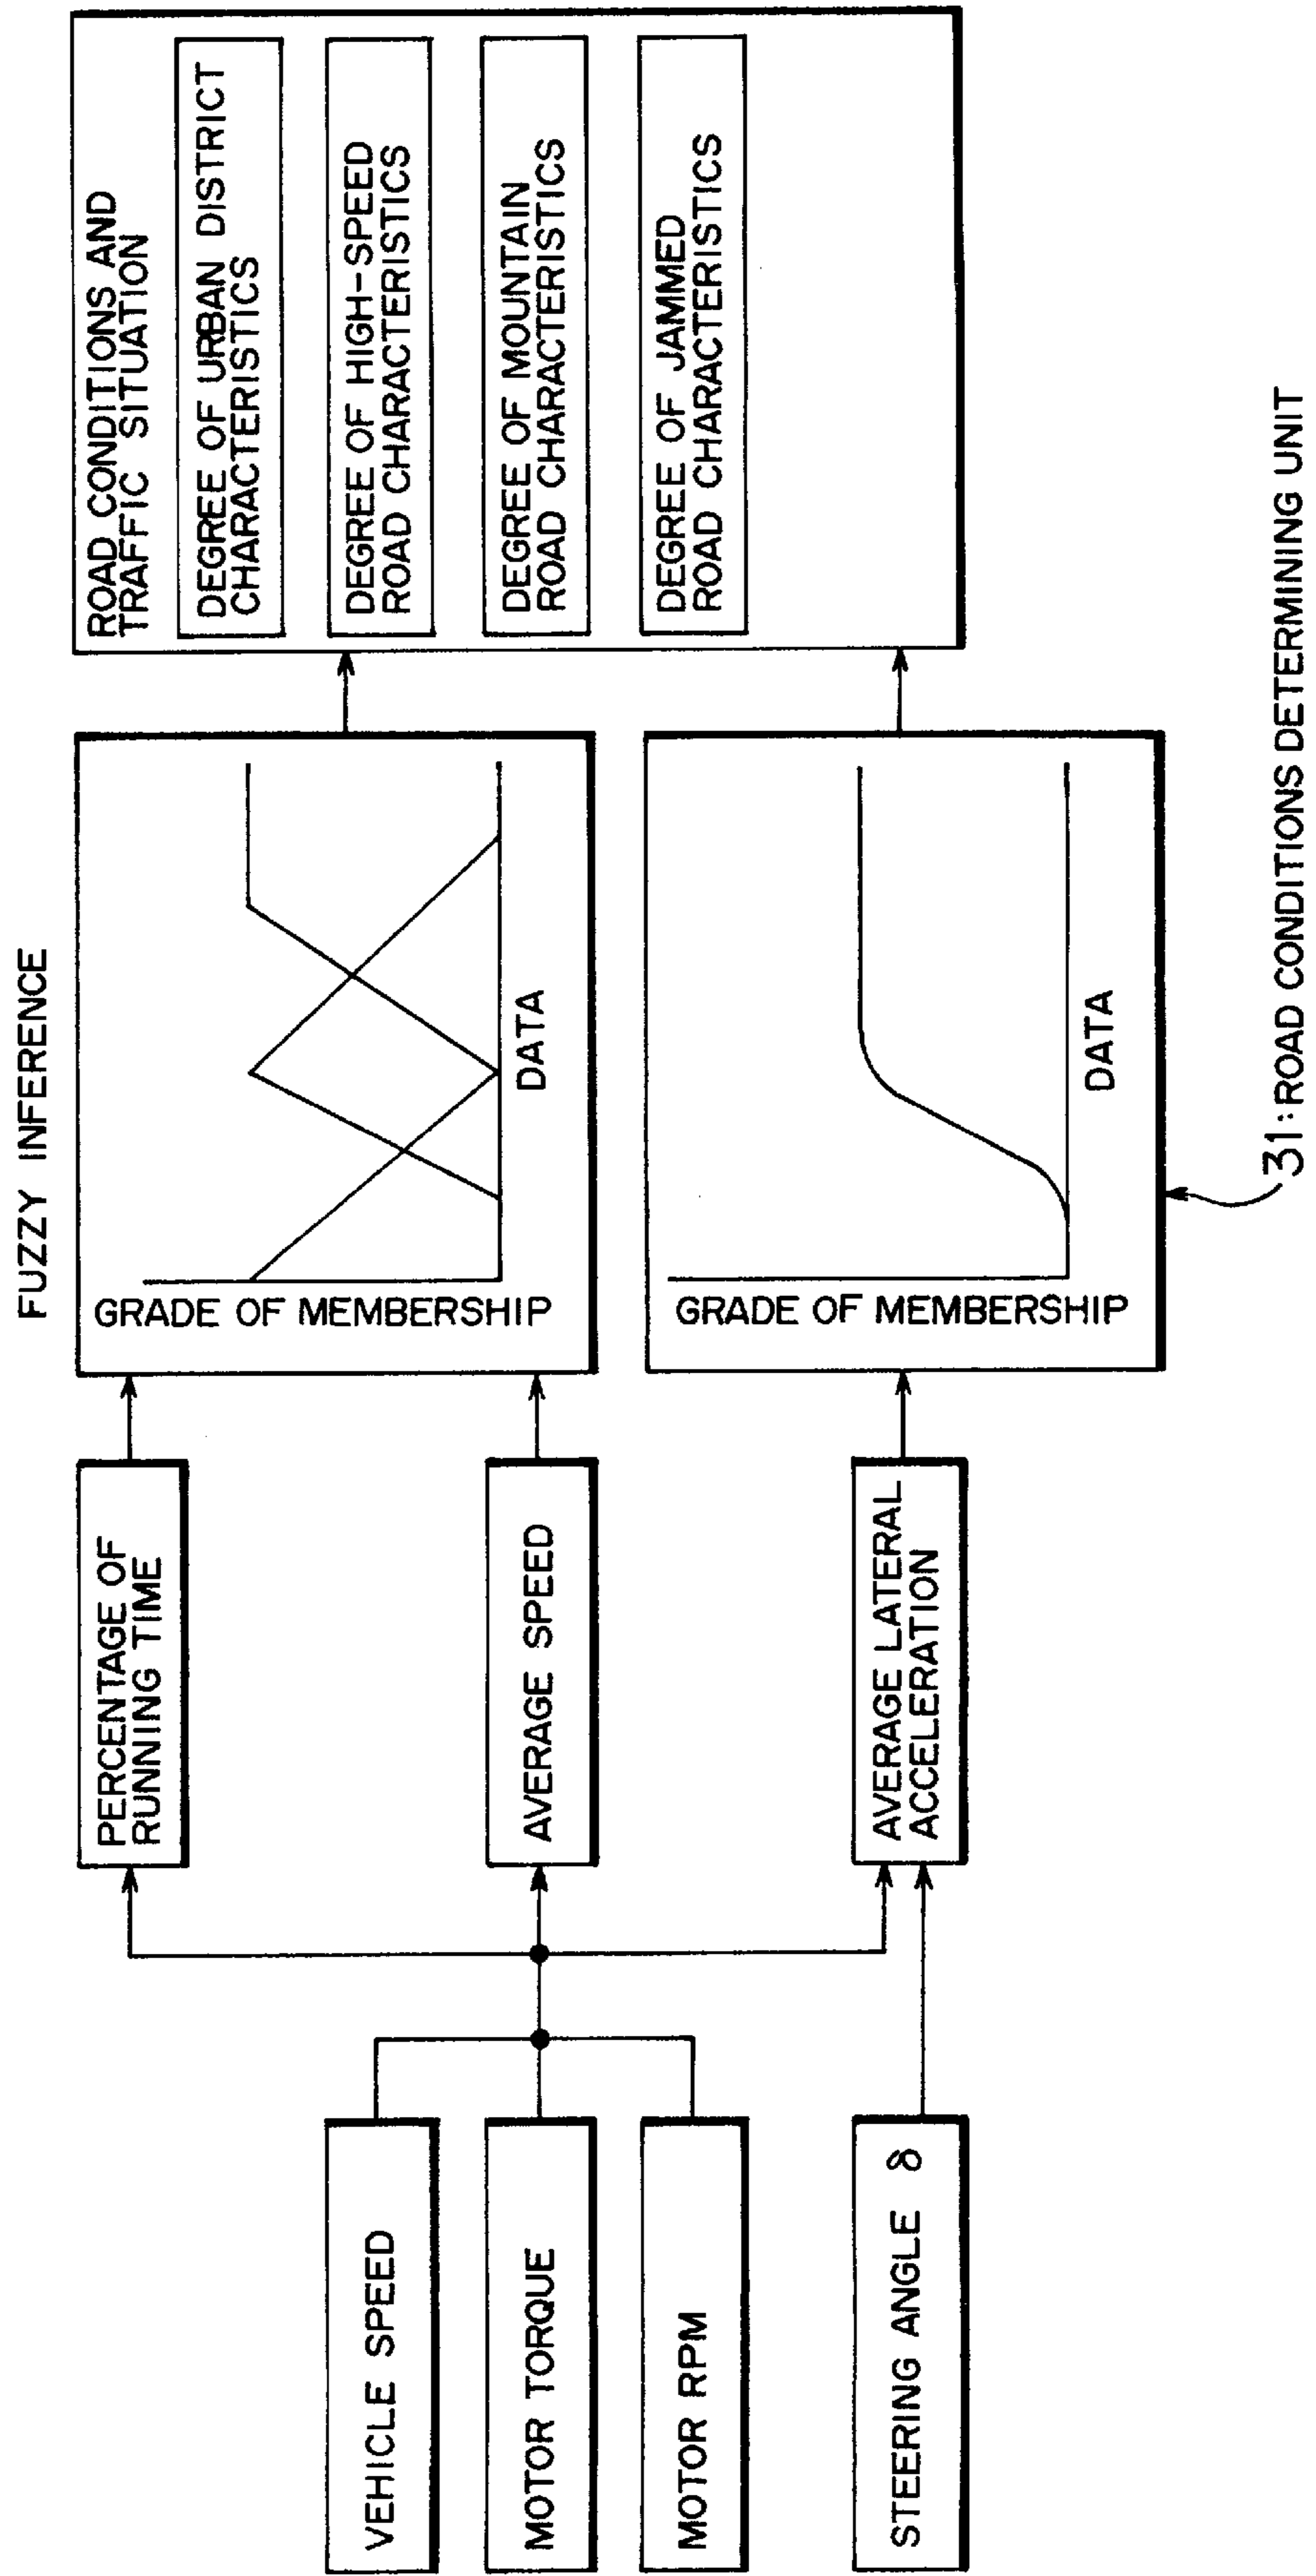 FUZZY INFERENCE
VEHICLE SPEED
MOTOR TORQUE
MOTOR RPM
STEERING ANGLE δ
PERCENTAGE OF
RUNNING TIME
AVERAGE SPEED
AVERAGE LATERAL
ACCELERATION
GRADE OF MEMBERSHIP
DATA
GRADE OF MEMBERSHIP
DATA
ROAD CONDITIONS AND
TRAFFIC SITUATION
DEGREE OF URBAN DISTRICT
CHARACTERISTICS
DEGREE OF HIGH-SPEED
ROAD CHARACTERISTICS
DEGREE OF MOUNTAIN
ROAD CHARACTERISTICS
DEGREE OF JAMMED
ROAD CHARACTERISTICS
31:ROAD CONDITIONS DETERMINING UNIT